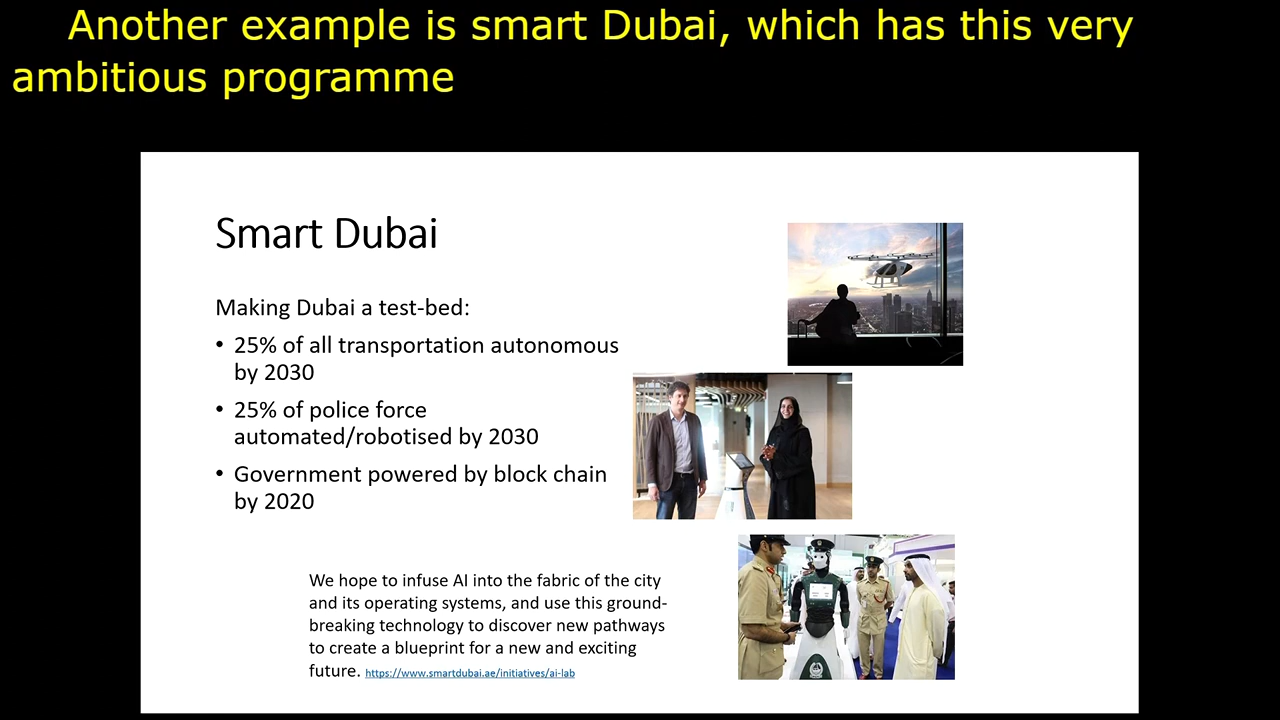 Another example is smart Dubai, which has this very
ambitious programme
Smart Dubai
Making Dubai a test-bed:
• 25% of all transportation autonomous
by 2030
• 25% of police force
automated/robotised by 2030
• Government powered by block chain
by 2020
We hope to infuse AI into the fabric of the city
and its operating systems, and use this ground-
breaking technology to discover new pathways
to create a blueprint for a new and exciting
future. https://www.smartdubai.ae/initiatives/ai-lab